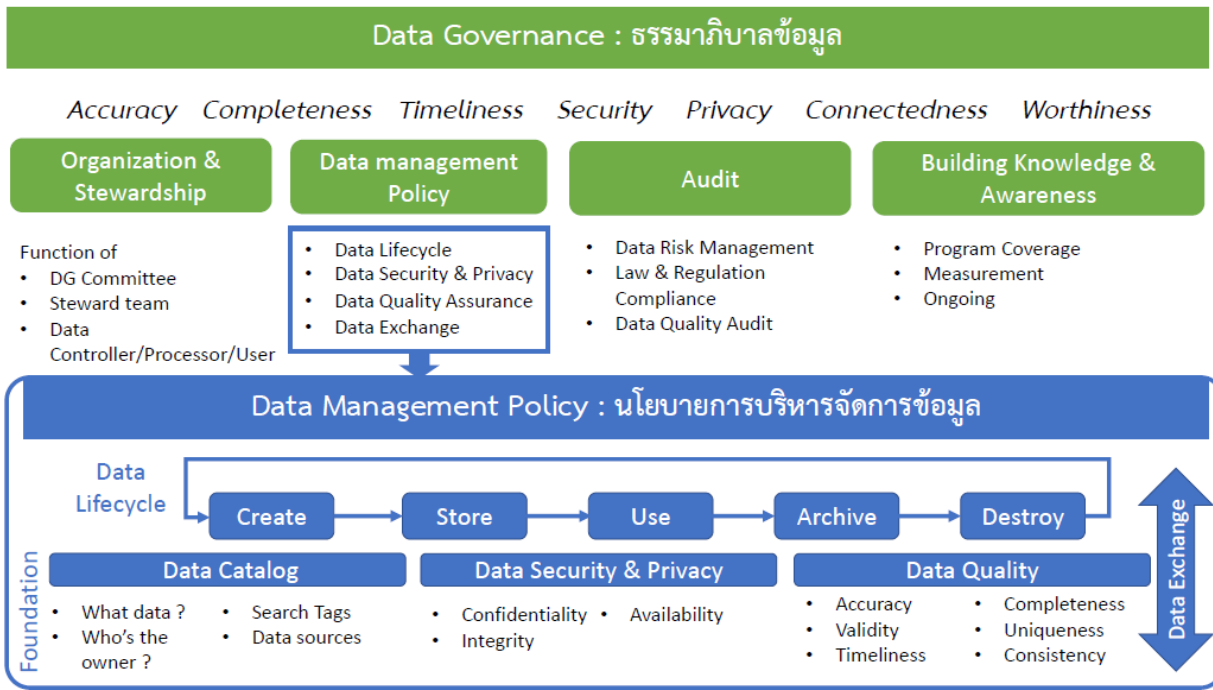 Data Governance : ธรรมาภิบาลข้อมูล
Accuracy Completeness Timeliness Security Privacy Connectedness Worthiness
Organization &
Stewardship
Function of
• DG Committee
• Steward team
• Data
Controller/Processor/User
Data management
Policy
• Data Lifecycle
• Data Security & Privacy
• Data Quality Assurance
• Data Exchange
Audit
• Data Risk Management
• Law & Regulation
Compliance
• Data Quality Audit
Building Knowledge &
Awareness
• Program Coverage
• Measurement
• Ongoing
Data Management Policy : นโยบายการบริหารจัดการข้อมูล
Data
Lifecycle
Create
Store
Use
Archive
Destroy
Data Exchange
Foundation
Data Catalog
• What data ?
• Who's the
owner ?
• Search Tags
• Data sources
Data Security & Privacy
• Confidentiality
• Integrity
• Availability
Data Quality
• Accuracy
• Validity
• Timeliness
• Completeness
• Uniqueness
• Consistency